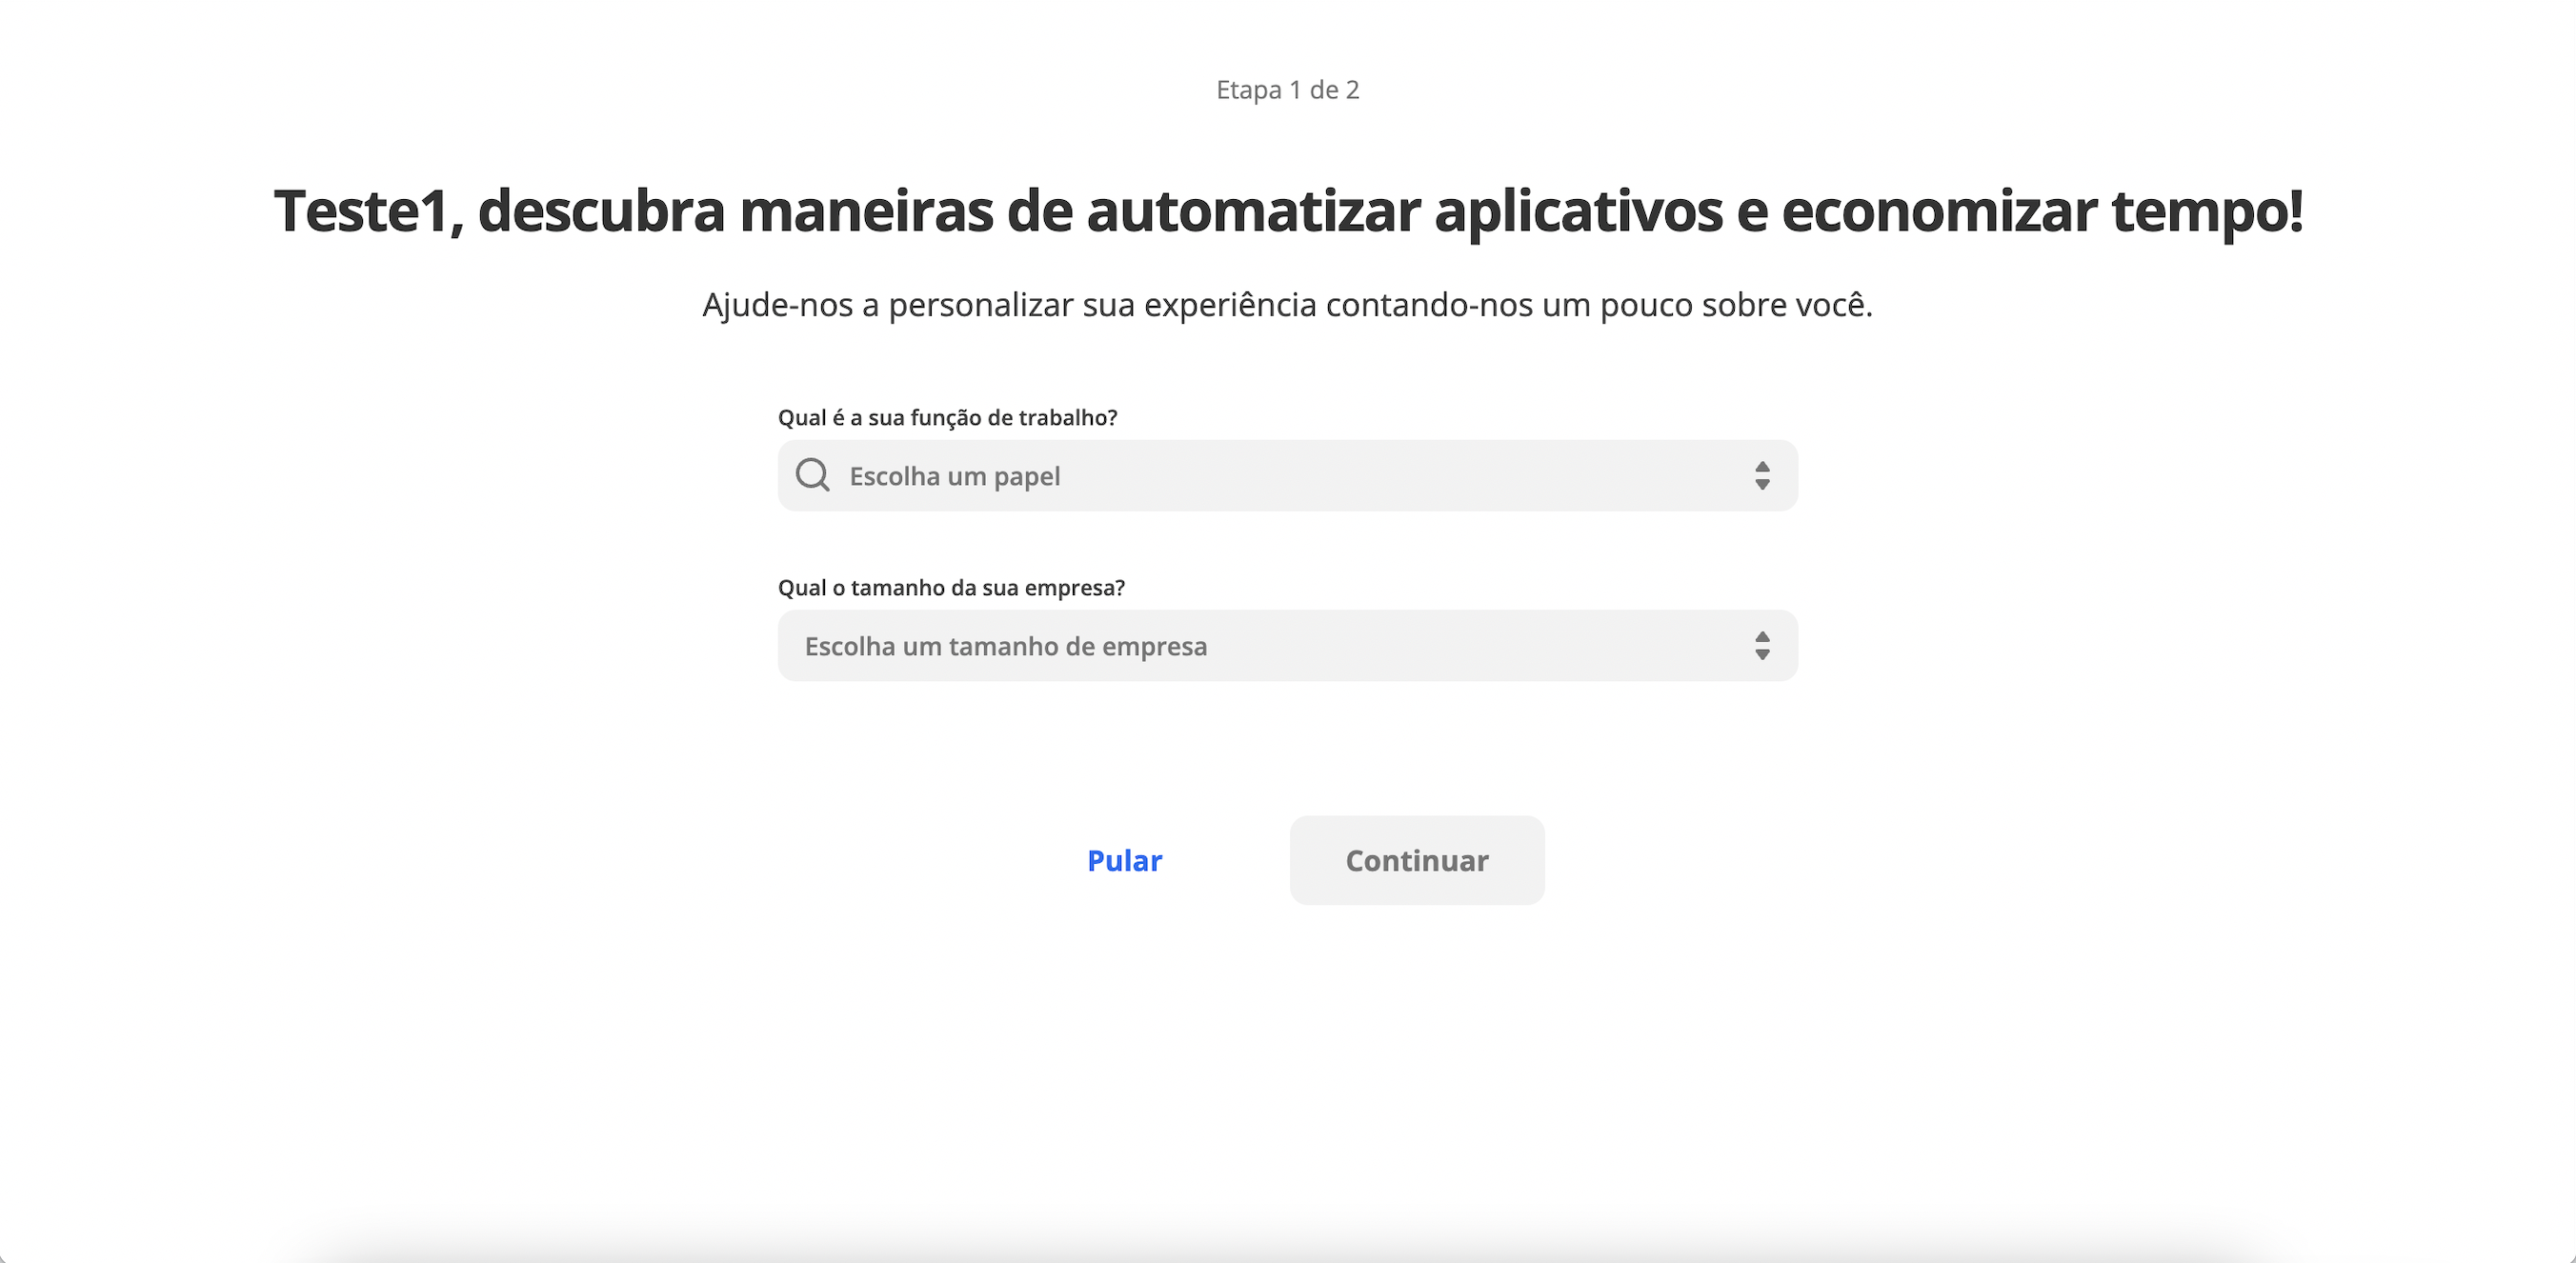 Etapa 1 de 2
Teste1, descubra maneiras de automatizar aplicativos e economizar tempo!
Ajude-nos a personalizar sua experiência contando-nos um pouco sobre você.
Qual é a sua função de trabalho?
Escolha um papel
Qual o tamanho da sua empresa?
Escolha um tamanho de empresa
Pular
Continuar